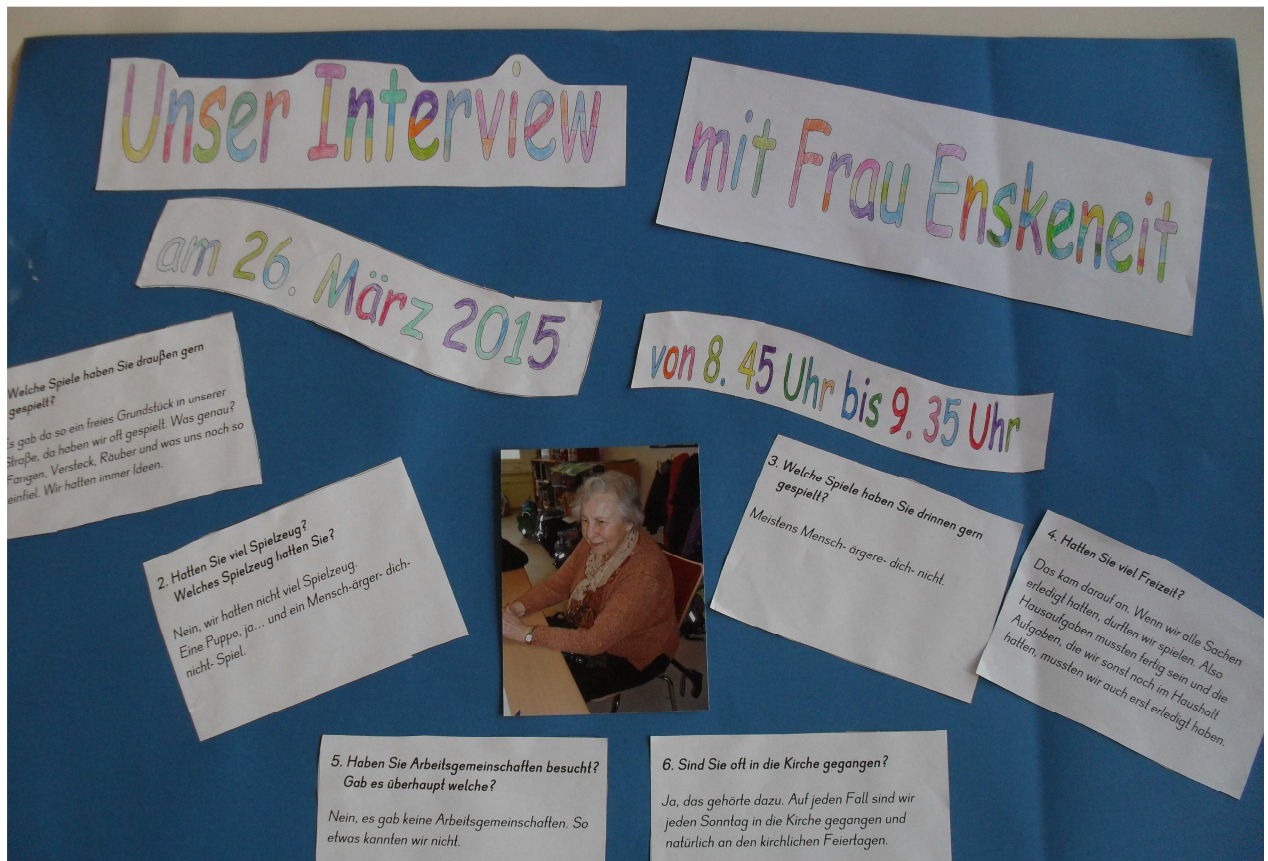 Unser Interview
mit Frau Enskeneit
am 26. März 2015
von 8. 45 Uhr bis 9. 35 Uhr
Welche Spiele haben Sie draußen gern
gespielt?
Es gab da so ein freies Grundstück in unserer
Straße, da haben wir oft gespielt. Was genau?
Fangen, Versteck, Räuber und was uns noch so
einfiel. Wir hatten immer Ideen.
2. Hatten Sie viel Spielzeug?
Welches Spielzeug hatten Sie?
Nein, wir hatten nicht viel Spielzeug.
Eine Puppe, ja... und ein Mensch-ärger- dich-
nicht- Spiel.
3. Welche Spiele haben Sie drinnen gern
gespielt?
Meistens Mensch- ärgere- dich- nicht.
4. Hatten Sie viel Freizeit?
Das kam darauf an. Wenn wir alle Sachen
erledigt hatten, durften wir spielen. Also
Hausaufgaben mussten fertig sein und die
Aufgaben, die wir sonst noch im Haushalt
hatten, mussten wir auch erst erledigt haben.
5. Haben Sie Arbeitsgemeinschaften besucht?
Gab es überhaupt welche?
Nein, es gab keine Arbeitsgemeinschaften. So
etwas kannten wir nicht.
6. Sind Sie oft in die Kirche gegangen?
Ja, das gehörte dazu. Auf jeden Fall sind wir
jeden Sonntag in die Kirche gegangen und
natürlich an den kirchlichen Feiertagen.